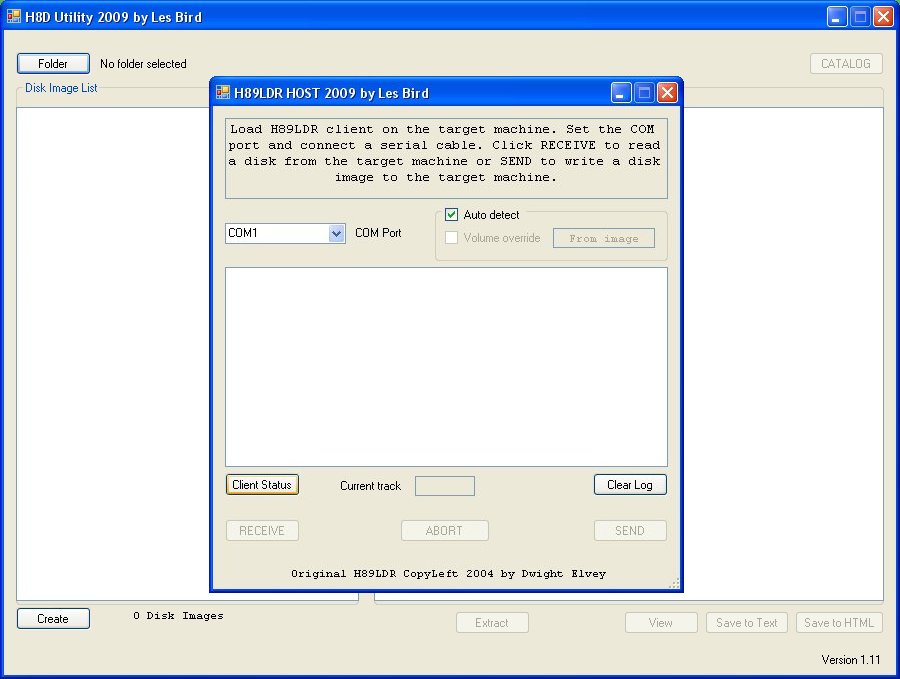 H8D Utility 2009 by Les Bird
Folder
No folder selected
CATALOG
Disk Image List
H89LDR HOST 2009 by Les Bird
Load H89LDR client on the target machine. Set the COM
port and connect a serial cable. Click RECEIVE to read
a disk from the target machine or SEND to write a disk
image to the target machine.
Auto detect
COM1
COM Port
Volume override
From image
Client Status
Current track
Clear Log
RECEIVE
ABORT
SEND
Original H89LDR CopyLeft 2004 by Dwight Elvey
Create
0 Disk Images
Extract
View
Save to Text
Save to HTML
Version 1.11